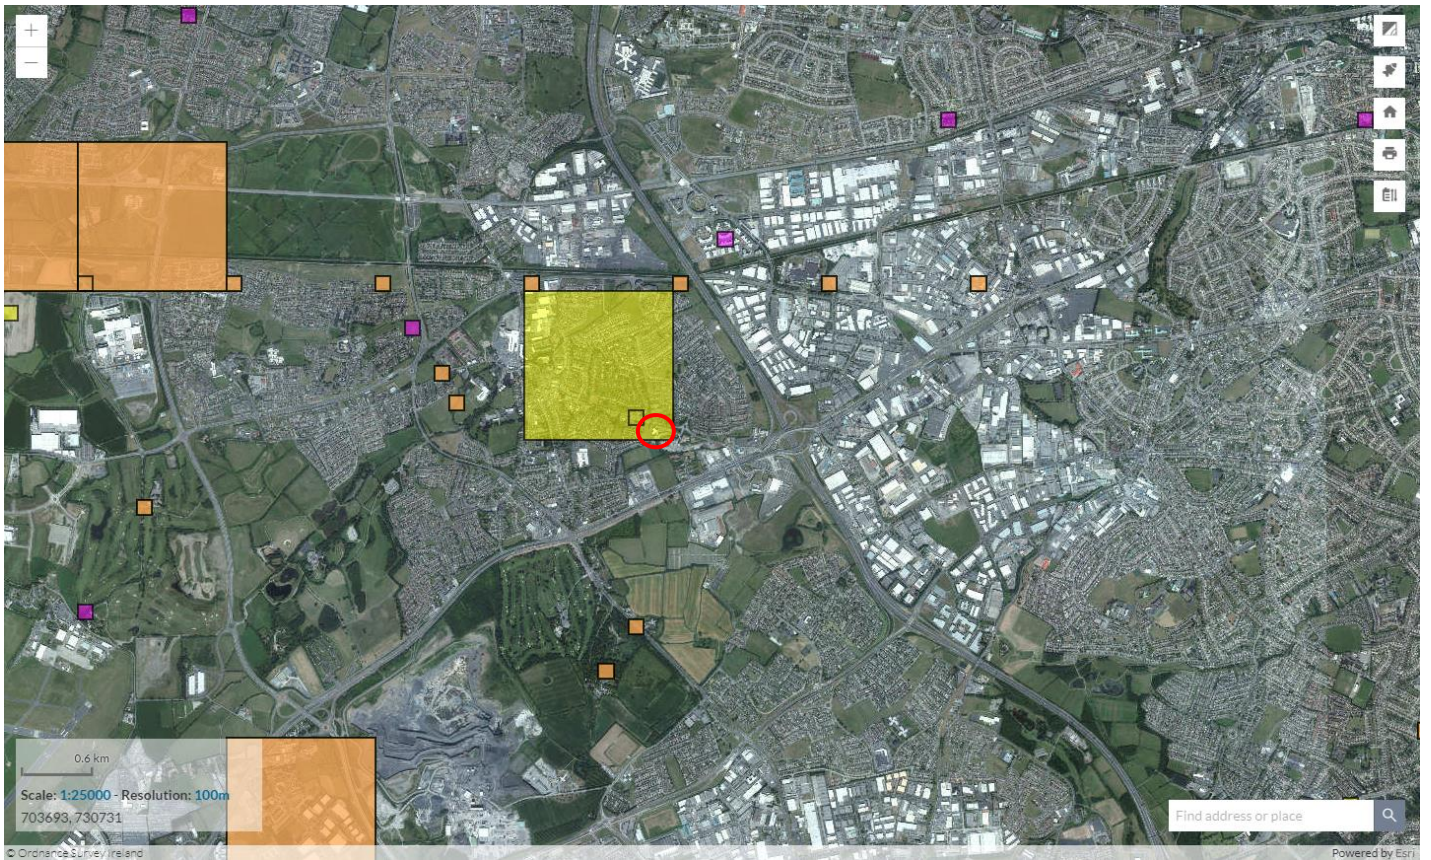 +
−
0.6 km
Scale: 1:25000 - Resolution: 100m
703693, 730731
Find address or place
© Ordnance Survey Ireland
Powered by Esri